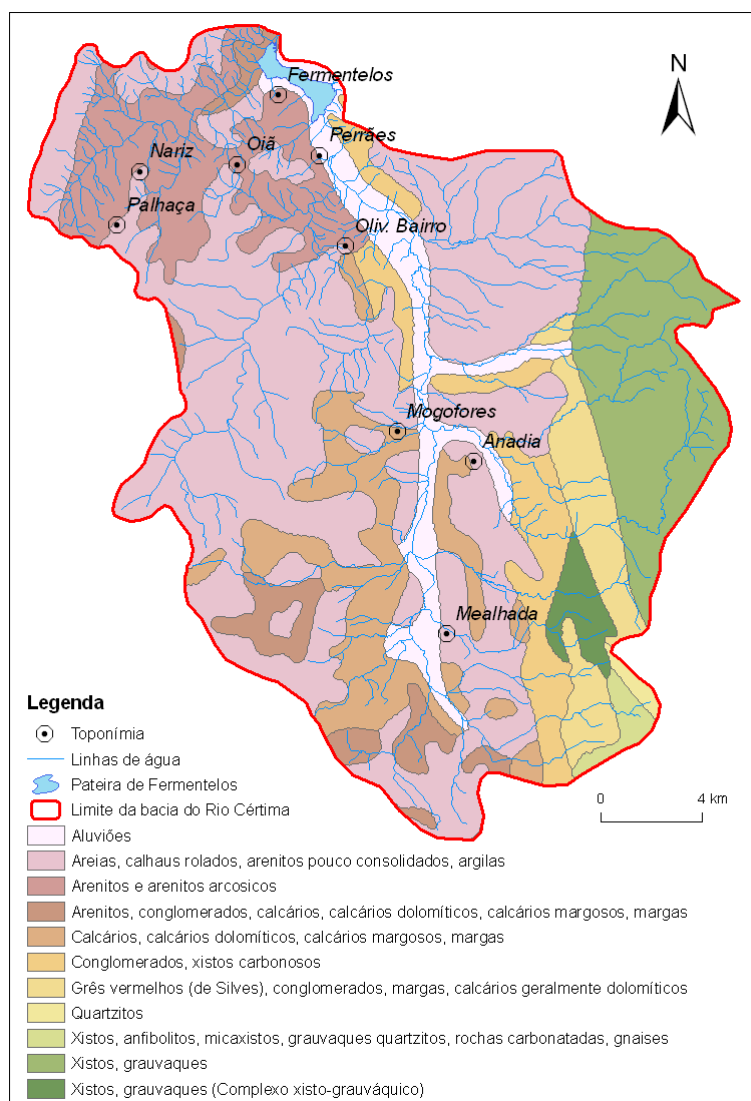 N
Fermentelos
Perrães
Oiã
Nariz
Palhaça
Oliv. Bairro
Mogofores
Anadia
Mealhada
Legenda
Toponímia
Linhas de água
Pateira de Fermentelos
Limite da bacia do Rio Cértima
0 4 km
Aluviões
Areias, calhaus rolados, arenitos pouco consolidados, argilas
Arenitos e arenitos arcosicos
Arenitos, conglomerados, calcários, calcários dolomíticos, calcários margosos, margas
Calcários, calcários dolomíticos, calcários margosos, margas
Conglomerados, xistos carbonosos
Grês vermelhos (de Silves), conglomerados, margas, calcários geralmente dolomíticos
Quartzitos
Xistos, anfibolitos, micaxistos, grauvaques quartzitos, rochas carbonatadas, gnaises
Xistos, grauvaques
Xistos, grauvaques (Complexo xisto-grauváquico)